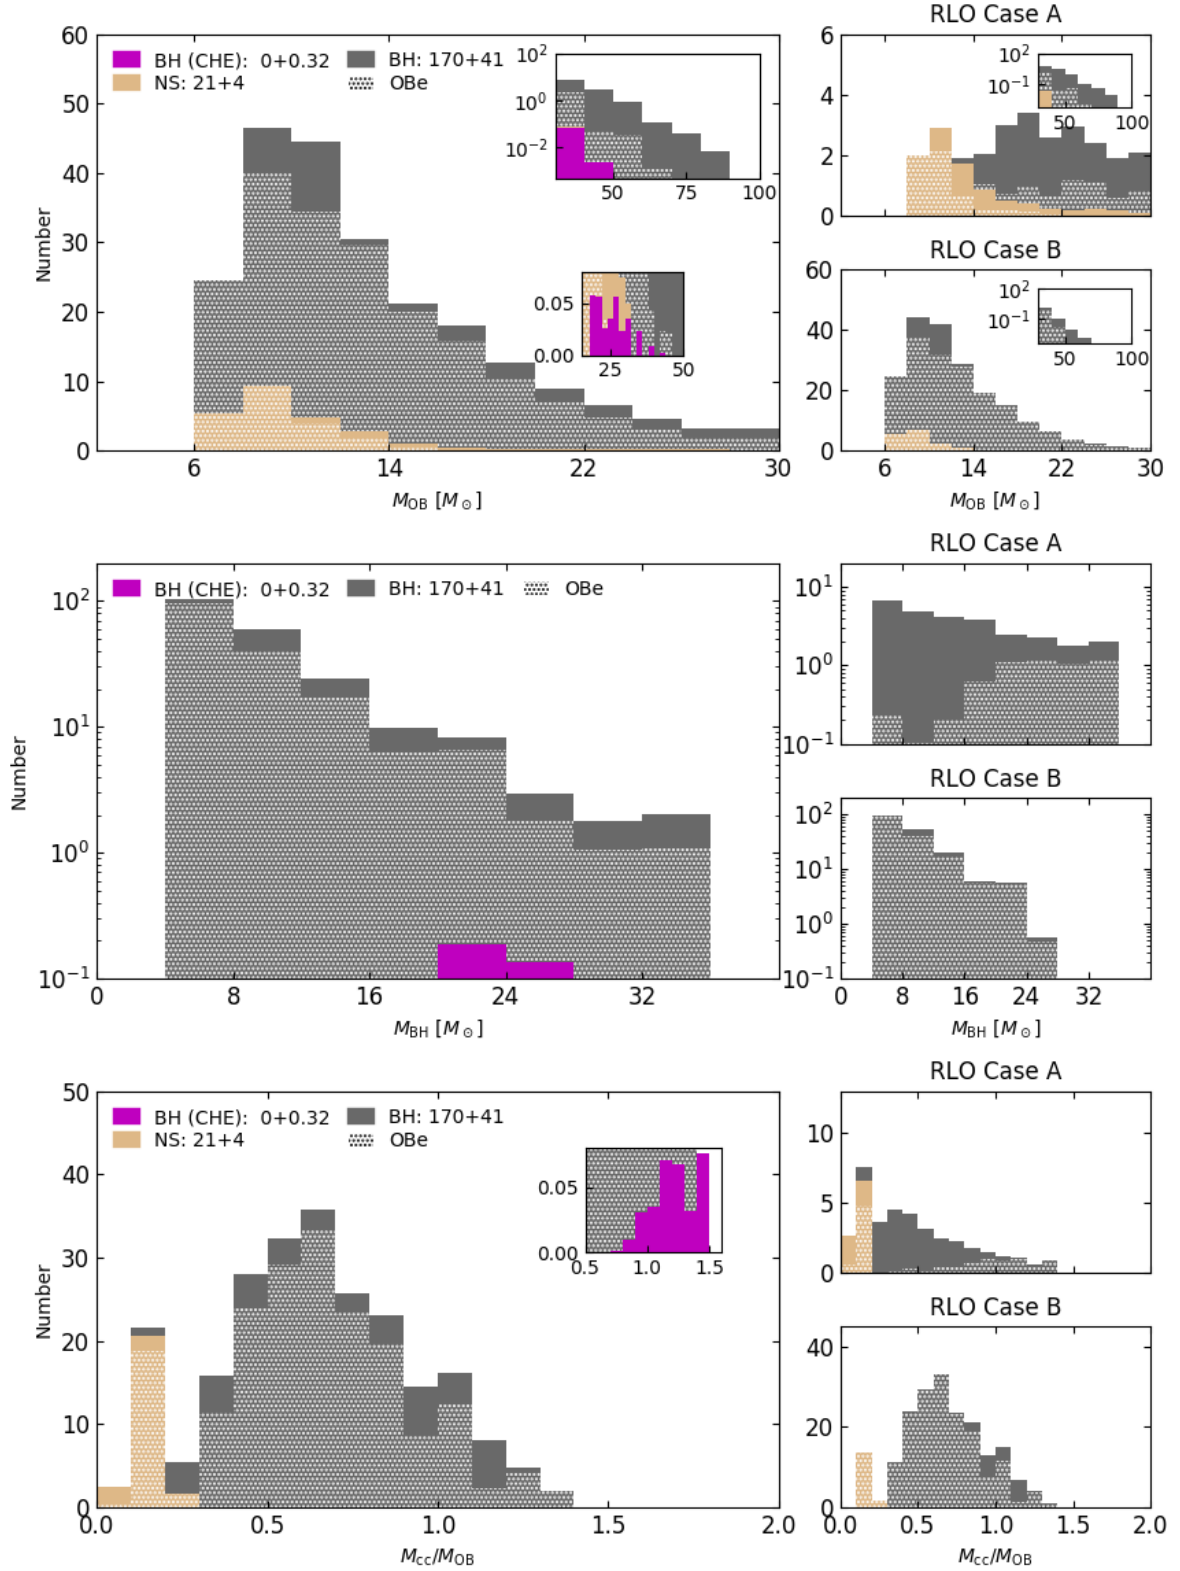 RLO Case A
60
50
40
30
20
10
0
Number
BH (CHE): 0+0.32
BH: 170+41
NS: 21+4
OBe
10^2
10^0
10^−2
50 75 100
0.05
0.00
25 50
6 14 22 30
M_OB [M_⊙]
6
4
2
0
10^2
10^−1
50 100
RLO Case B
60
40
20
0
10^2
10^−1
50 100
6 14 22 30
M_OB [M_⊙]
BH (CHE): 0+0.32 BH: 170+41 OBe
10^2
10^1
10^0
10^−1
Number
0 8 16 24 32
M_BH [M_⊙]
RLO Case A
10^1
10^0
10^−1
RLO Case B
10^2
10^1
10^0
10^−1
0 8 16 24 32
M_BH [M_⊙]
50
40
30
20
10
0
Number
BH (CHE): 0+0.32
BH: 170+41
NS: 21+4
OBe
0.05
0.00
0.5 1.0 1.5
0.0 0.5 1.0 1.5 2.0
M_cc/M_OB
RLO Case A
10
5
0
RLO Case B
40
20
0
0.0 0.5 1.0 1.5 2.0
M_cc/M_OB